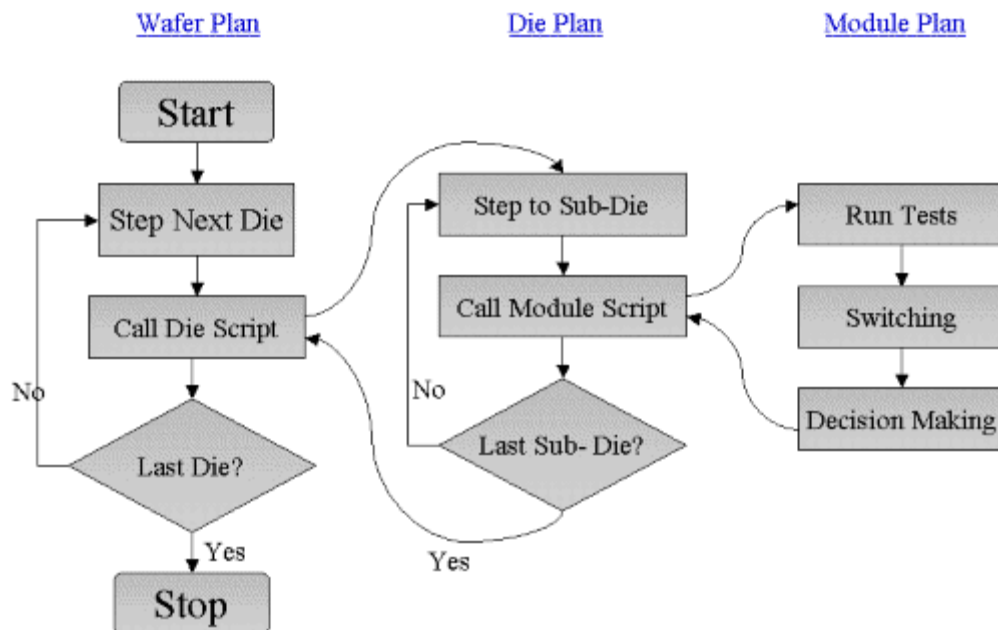 Wafer Plan
Die Plan
Module Plan
Start
Step Next Die
Call Die Script
No
Last Die?
Yes
Stop
Step to Sub-Die
Call Module Script
No
Last Sub- Die?
Yes
Run Tests
Switching
Decision Making